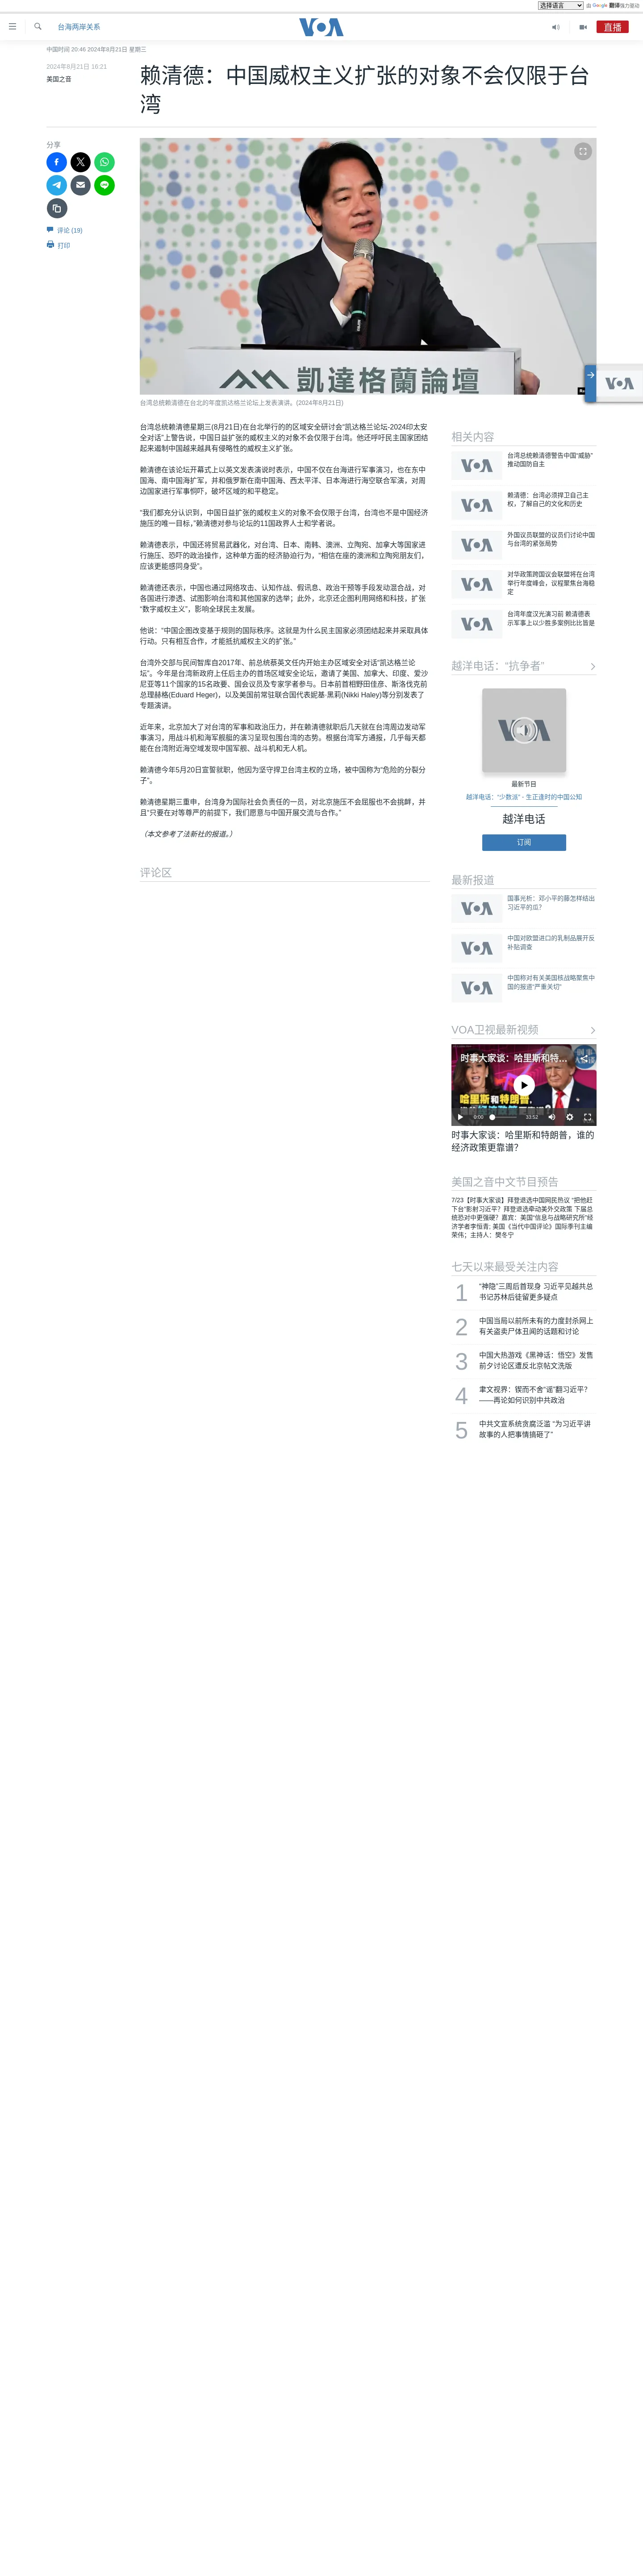 选择语言
由 Google 翻译强力驱动
台海两岸关系
VOA
直播
中国时间 20:46 2024年8月21日 星期三
2024年8月21日 16:21
美国之音
赖清德：中国威权主义扩张的对象不会仅限于台
湾
分享
评论 (19)
打印
凱達格蘭論壇
台湾总统赖清德在台北的年度凯达格兰论坛上发表演讲。(2024年8月21日)
台湾总统赖清德星期三(8月21日)在台北举行的的区域安全研讨会“凯达格兰论坛-2024印太安
全对话”上警告说，中国日益扩张的威权主义的对象不会仅限于台湾。他还呼吁民主国家团结
起来遏制中国越来越具有侵略性的威权主义扩张。
赖清德在该论坛开幕式上以英文发表演说时表示，中国不仅在台海进行军事演习，也在东中
国海、南中国海扩军，并和俄罗斯在南中国海、西太平洋、日本海进行海空联合军演，对周
边国家进行军事恫吓，破坏区域的和平稳定。
“我们都充分认识到，中国日益扩张的威权主义的对象不会仅限于台湾，台湾也不是中国经济
施压的唯一目标，”赖清德对参与论坛的11国政界人士和学者说。
赖清德表示，中国还将贸易武器化，对台湾、日本、南韩、澳洲、立陶宛、加拿大等国家进
行施压、恐吓的政治操作，这种单方面的经济胁迫行为，“相信在座的澳洲和立陶宛朋友们，
应该更能感同身受”。
赖清德还表示，中国也通过网络攻击、认知作战、假讯息、政治干预等手段发动混合战，对
各国进行渗透、试图影响台湾和其他国家的选举；此外，北京还企图利用网络和科技，扩张
“数字威权主义”，影响全球民主发展。
他说：“中国企图改变基于规则的国际秩序。这就是为什么民主国家必须团结起来并采取具体
行动。只有相互合作，才能抵抗威权主义的扩张。”
台湾外交部与民间智库自2017年、前总统蔡英文任内开始主办区域安全对话“凯达格兰论
坛”。今年是台湾新政府上任后主办的首场区域安全论坛，邀请了美国、加拿大、印度、爱沙
尼亚等11个国家的15名政要、国会议员及专家学者参与。日本前首相野田佳彦、斯洛伐克前
总理赫格(Eduard Heger)，以及美国前常驻联合国代表妮基·黑莉(Nikki Haley)等分别发表了
专题演讲。
近年来，北京加大了对台湾的军事和政治压力，并在赖清德就职后几天就在台湾周边发动军
事演习，用战斗机和海军舰艇的演习呈现包围台湾的态势。根据台湾军方通报，几乎每天都
能在台湾附近海空域发现中国军舰、战斗机和无人机。
赖清德今年5月20日宣誓就职，他因为坚守捍卫台湾主权的立场，被中国称为“危险的分裂分
子”。
赖清德星期三重申，台湾身为国际社会负责任的一员，对北京施压不会屈服也不会挑衅，并
且“只要在对等尊严的前提下，我们愿意与中国开展交流与合作。”
（本文参考了法新社的报道。）
评论区
VOA
相关内容
VOA
台湾总统赖清德警告中国“威胁”
推动国防自主
VOA
赖清德：台湾必须捍卫自己主
权，了解自己的文化和历史
VOA
外国议员联盟的议员们讨论中国
与台湾的紧张局势
VOA
对华政策跨国议会联盟将在台湾
举行年度峰会，议程聚焦台海稳
定
VOA
台湾年度汉光演习前 赖清德表
示军事上以少胜多案例比比皆是
越洋电话：“抗争者”
VOA
最新节目
越洋电话：“少数派” - 生正逢时的中国公知
越洋电话
订阅
最新报道
VOA
国事光析：邓小平的藤怎样结出
习近平的瓜？
VOA
中国对欧盟进口的乳制品展开反
补贴调查
VOA
中国称对有关美国核战略聚焦中
国的报道“严重关切”
VOA卫视最新视频
时事大家谈：哈里斯和特...
哈里斯和特朗普，
0:00
33:52
时事大家谈：哈里斯和特朗普，谁的
经济政策更靠谱？
美国之音中文节目预告
7/23【时事大家谈】拜登退选中国网民热议 “把他赶
下台”影射习近平？拜登退选牵动美外交政策 下届总
统恐对中更强硬？嘉宾：美国“信息与战略研究所”经
济学者李恒青; 美国《当代中国评论》国际季刊主编
荣伟；主持人：樊冬宁
七天以来最受关注内容
1
“神隐”三周后首现身 习近平见越共总
书记苏林后徒留更多疑点
2
中国当局以前所未有的力度封杀网上
有关盗卖尸体丑闻的话题和讨论
3
中国大热游戏《黑神话：悟空》发售
前夕讨论区遭反北京帖文洗版
4
聿文视界：锲而不舍“谣”翻习近平？
——再论如何识别中共政治
5
中共文宣系统贪腐泛滥 “为习近平讲
故事的人把事情搞砸了”